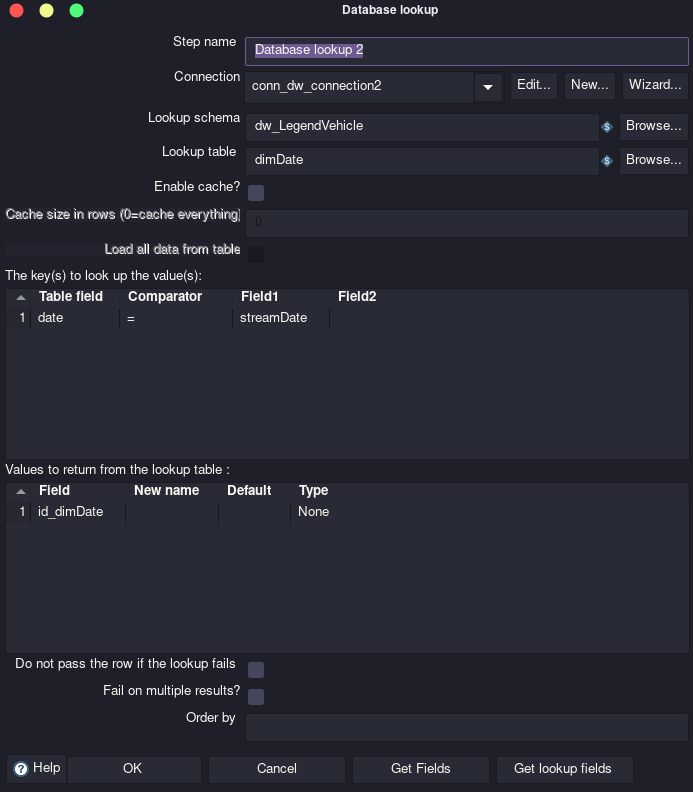 Database lookup
Step name Database lookup 2
Connection conn_dw_connection2 Edit... New... Wizard...
Lookup schema dw_LegendVehicle S Browse...
Lookup table dimDate S Browse...
Enable cache?
Cache size in rows (0=cache everything) 0
Load all data from table
The key(s) to look up the value(s):
Table field Comparator Field1 Field2
1 date = streamDate
Values to return from the lookup table :
Field New name Default Type
1 id_dimDate None
Do not pass the row if the lookup fails
Fail on multiple results?
Order by
? Help OK Cancel Get Fields Get lookup fields